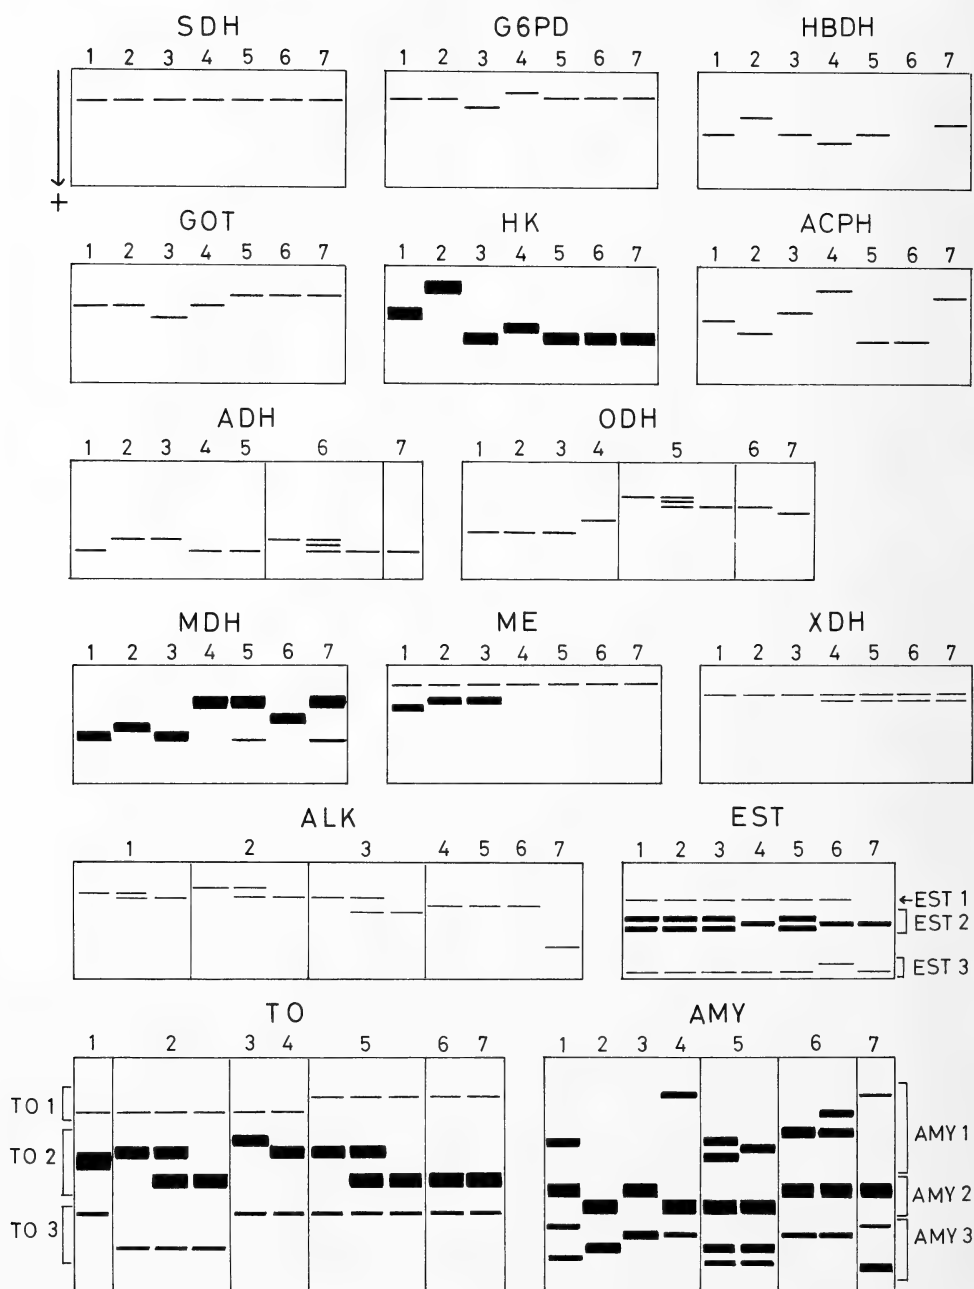 SDH G6PD HBDH
1 2 3 4 5 6 7 1 2 3 4 5 6 7 1 2 3 4 5 6 7
+
GOT HK ACPH
1 2 3 4 5 6 7 1 2 3 4 5 6 7 1 2 3 4 5 6 7
ADH ODH
1 2 3 4 5 6 7 1 2 3 4 5 6 7
MDH ME XDH
1 2 3 4 5 6 7 1 2 3 4 5 6 7 1 2 3 4 5 6 7
ALK EST
1 2 3 4 5 6 7 1 2 3 4 5 6 7
EST 1
EST 2
EST 3
TO AMY
1 2 3 4 5 6 7 1 2 3 4 5 6 7
TO 1 AMY 1
TO 2 AMY 2
TO 3 AMY 3